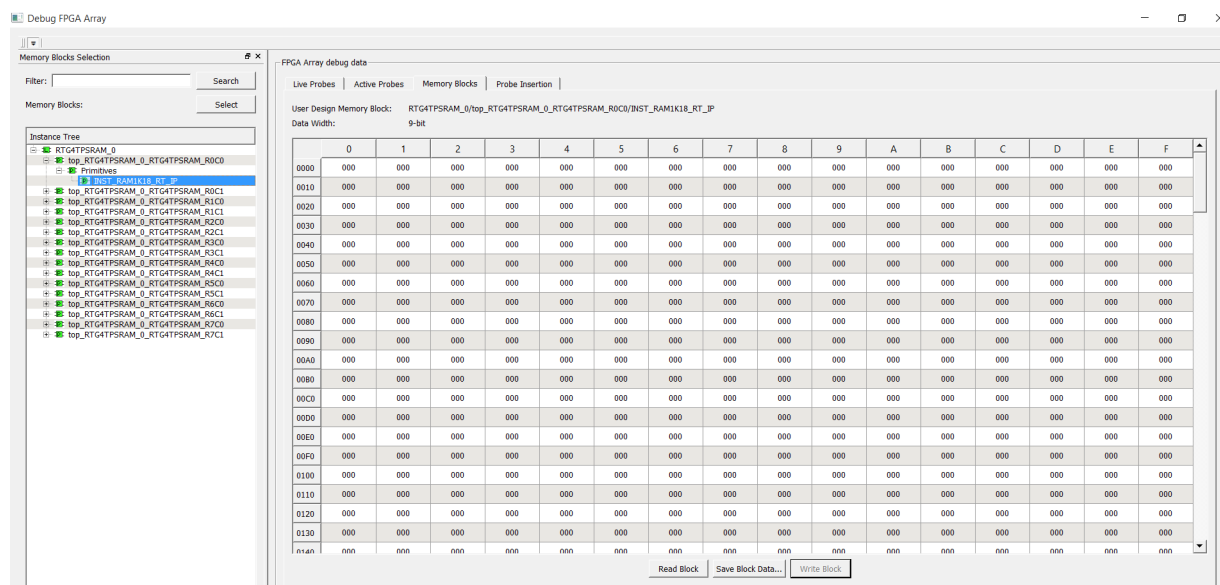 Debug FPGA Array
Memory Blocks Selection
Filter: Search
Memory Blocks: Select
Instance Tree
RTG4TPSRAM_0
top_RTG4TPSRAM_0_RTG4TPSRAM_R0C0
Primitives
INST_RAM1K18_RT_IP
top_RTG4TPSRAM_0_RTG4TPSRAM_R0C1
top_RTG4TPSRAM_0_RTG4TPSRAM_R1C0
top_RTG4TPSRAM_0_RTG4TPSRAM_R1C1
top_RTG4TPSRAM_0_RTG4TPSRAM_R2C0
top_RTG4TPSRAM_0_RTG4TPSRAM_R2C1
top_RTG4TPSRAM_0_RTG4TPSRAM_R3C0
top_RTG4TPSRAM_0_RTG4TPSRAM_R3C1
top_RTG4TPSRAM_0_RTG4TPSRAM_R4C0
top_RTG4TPSRAM_0_RTG4TPSRAM_R4C1
top_RTG4TPSRAM_0_RTG4TPSRAM_R5C0
top_RTG4TPSRAM_0_RTG4TPSRAM_R5C1
top_RTG4TPSRAM_0_RTG4TPSRAM_R6C0
top_RTG4TPSRAM_0_RTG4TPSRAM_R6C1
top_RTG4TPSRAM_0_RTG4TPSRAM_R7C0
top_RTG4TPSRAM_0_RTG4TPSRAM_R7C1
FPGA Array debug data
Live Probes Active Probes Memory Blocks Probe Insertion
User Design Memory Block: RTG4TPSRAM_0/top_RTG4TPSRAM_0_RTG4TPSRAM_R0C0/INST_RAM1K18_RT_IP
Data Width: 9-bit
0 1 2 3 4 5 6 7 8 9 A B C D E F
0000 000 000 000 000 000 000 000 000 000 000 000 000 000 000 000 000
0010 000 000 000 000 000 000 000 000 000 000 000 000 000 000 000 000
0020 000 000 000 000 000 000 000 000 000 000 000 000 000 000 000 000
0030 000 000 000 000 000 000 000 000 000 000 000 000 000 000 000 000
0040 000 000 000 000 000 000 000 000 000 000 000 000 000 000 000 000
0050 000 000 000 000 000 000 000 000 000 000 000 000 000 000 000 000
0060 000 000 000 000 000 000 000 000 000 000 000 000 000 000 000 000
0070 000 000 000 000 000 000 000 000 000 000 000 000 000 000 000 000
0080 000 000 000 000 000 000 000 000 000 000 000 000 000 000 000 000
0090 000 000 000 000 000 000 000 000 000 000 000 000 000 000 000 000
00A0 000 000 000 000 000 000 000 000 000 000 000 000 000 000 000 000
00B0 000 000 000 000 000 000 000 000 000 000 000 000 000 000 000 000
00C0 000 000 000 000 000 000 000 000 000 000 000 000 000 000 000 000
00D0 000 000 000 000 000 000 000 000 000 000 000 000 000 000 000 000
00E0 000 000 000 000 000 000 000 000 000 000 000 000 000 000 000 000
00F0 000 000 000 000 000 000 000 000 000 000 000 000 000 000 000 000
0100 000 000 000 000 000 000 000 000 000 000 000 000 000 000 000 000
0110 000 000 000 000 000 000 000 000 000 000 000 000 000 000 000 000
0120 000 000 000 000 000 000 000 000 000 000 000 000 000 000 000 000
0130 000 000 000 000 000 000 000 000 000 000 000 000 000 000 000 000
0140 000 000 000 000 000 000 000 000 000 000 000 000 000 000 000 000
Read Block Save Block Data... Write Block